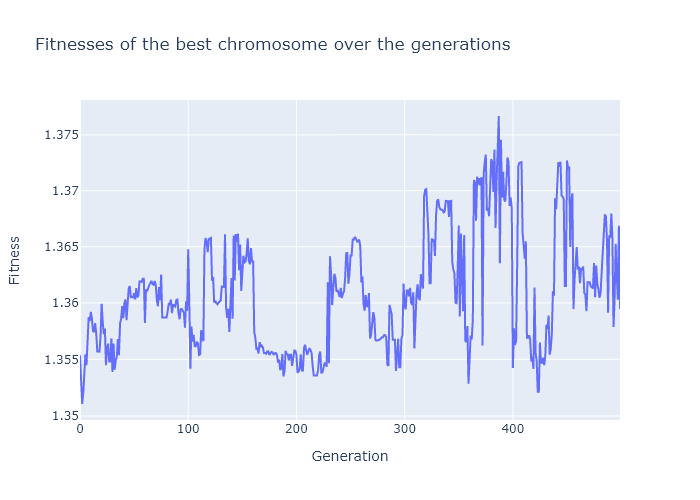 Fitnesses of the best chromosome over the generations
1.375
1.37
1.365
1.36
1.355
1.35
Fitness
0 100 200 300 400
Generation